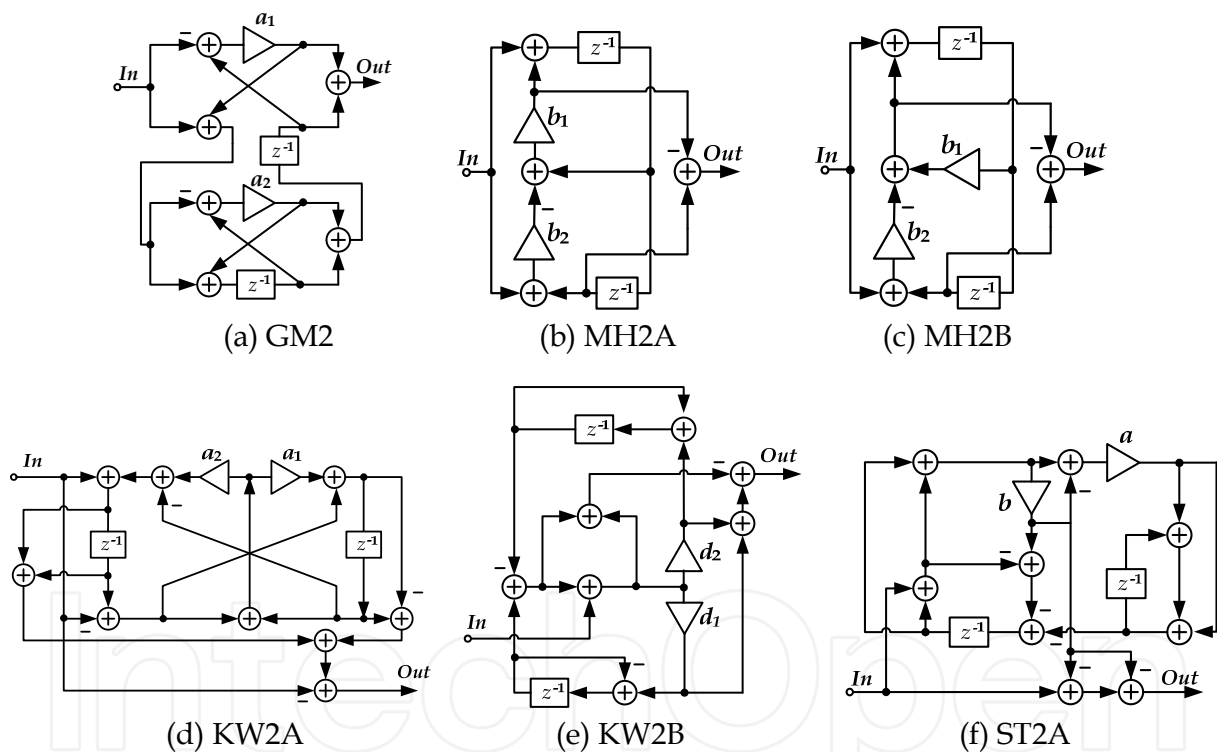 a₁
In
Out
z⁻¹
a₂
z⁻¹
(a) GM2
z⁻¹
b₁
In
Out
b₂
z⁻¹
(b) MH2A
z⁻¹
b₁
In
Out
b₂
z⁻¹
(c) MH2B
In
a₂
a₁
z⁻¹
z⁻¹
Out
(d) KW2A
z⁻¹
Out
d₂
d₁
In
z⁻¹
(e) KW2B
a
b
z⁻¹
z⁻¹
In
Out
(f) ST2A
IntechOpen